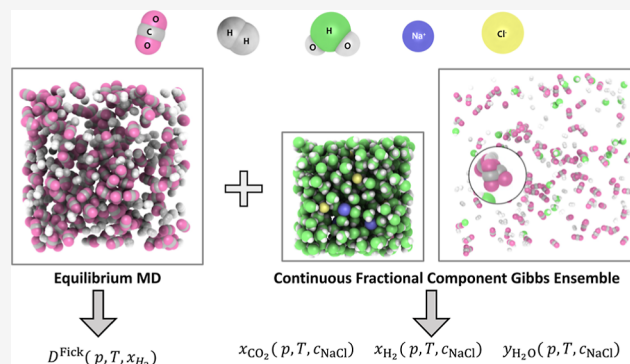 O
C
O
H
H
H
O O
Na⁺
Cl⁻
Equilibrium MD
Continuous Fractional Component Gibbs Ensemble
D^Fick(p,T,x_H₂)
x_CO₂(p,T,c_NaCl) x_H₂(p,T,c_NaCl) y_H₂O(p,T,c_NaCl)